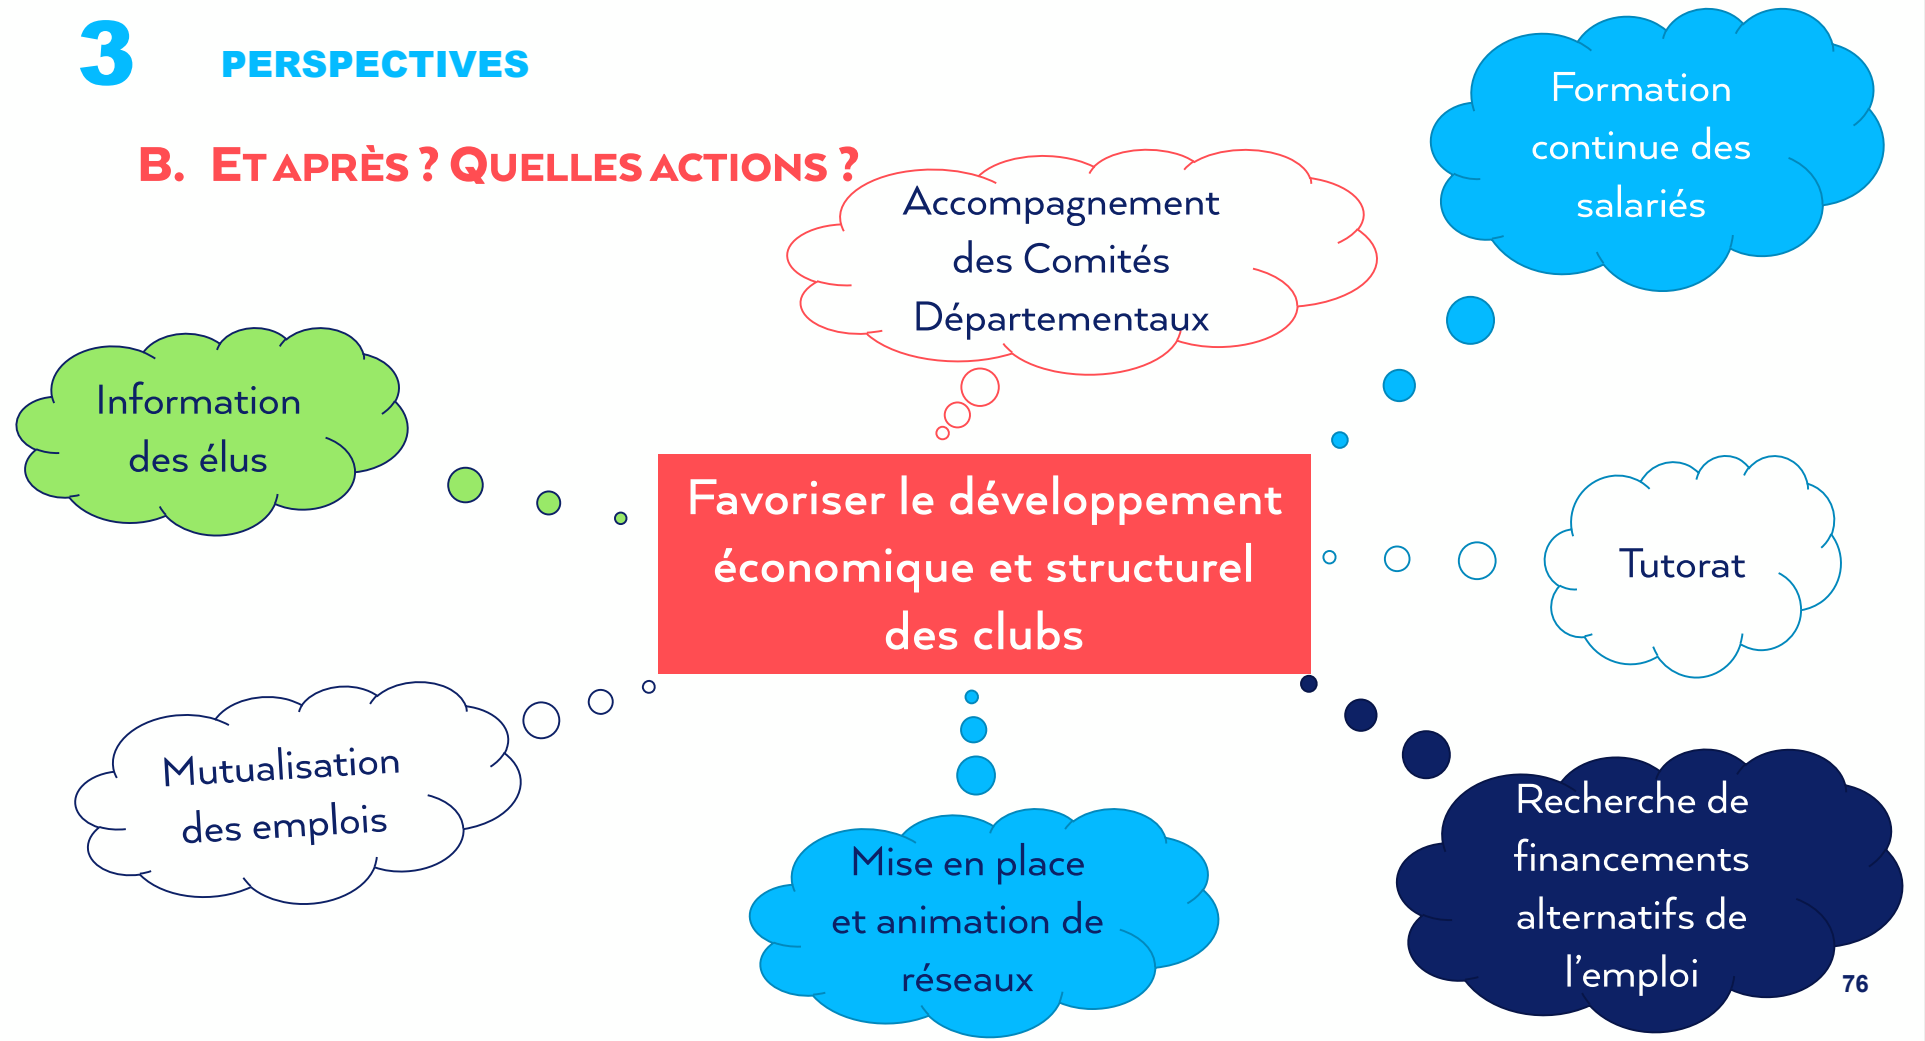 3 PERSPECTIVES
B. ET APRÈS ? QUELLES ACTIONS ?
Accompagnement
des Comités
Départementaux
Formation
continue des
salariés
Information
des élus
Favoriser le développement
économique et structurel
des clubs
Tutorat
Mutualisation
des emplois
Mise en place
et animation de
réseaux
Recherche de
financements
alternatifs de
l’emploi
76